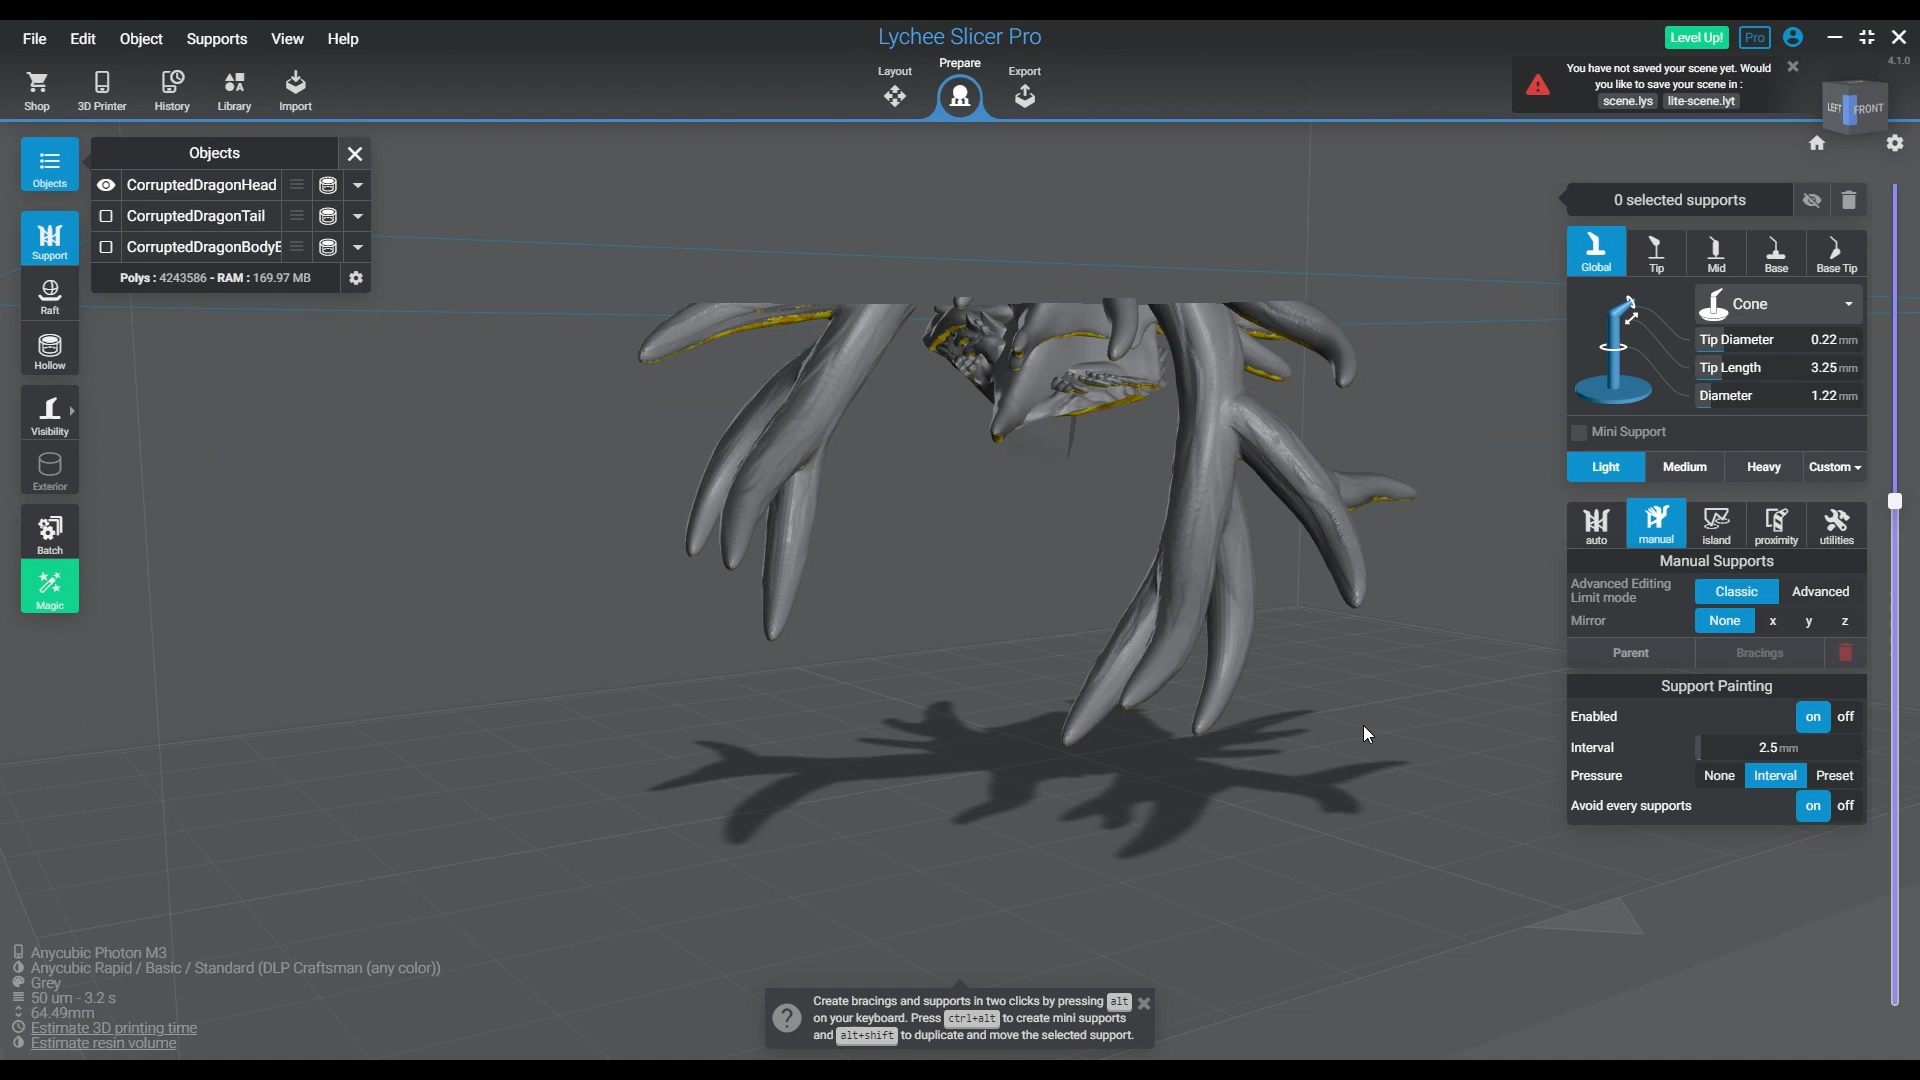 File Edit Object Supports View Help
Lychee Slicer Pro
Level Up! Pro
4.1.0
Shop 3D Printer History Library Import
Layout Prepare Export
You have not saved your scene yet. Would
you like to save your scene in :
scene.lys lite-scene.lyt
LEFT FRONT
Objects
Objects
CorruptedDragonHead
CorruptedDragonTail
CorruptedDragonBodyE
Polys : 4243586 - RAM : 169.97 MB
Support
Raft
Hollow
Visibility
Exterior
Batch
Magic
0 selected supports
Global Tip Mid Base Base Tip
Cone
Tip Diameter 0.22 mm
Tip Length 3.25 mm
Diameter 1.22 mm
Mini Support
Light Medium Heavy Custom
auto manual island proximity utilities
Manual Supports
Advanced Editing
Limit mode
Classic Advanced
Mirror None x y z
Parent Bracings
Support Painting
Enabled on off
Interval 2.5 mm
Pressure None Interval Preset
Avoid every supports on off
Anycubic Photon M3
Anycubic Rapid / Basic / Standard (DLP Craftsman (any color))
Grey
50 um - 3.2 s
64.49mm
Estimate 3D printing time
Estimate resin volume
Create bracings and supports in two clicks by pressing alt
on your keyboard. Press ctrl+alt to create mini supports
and alt+shift to duplicate and move the selected support.